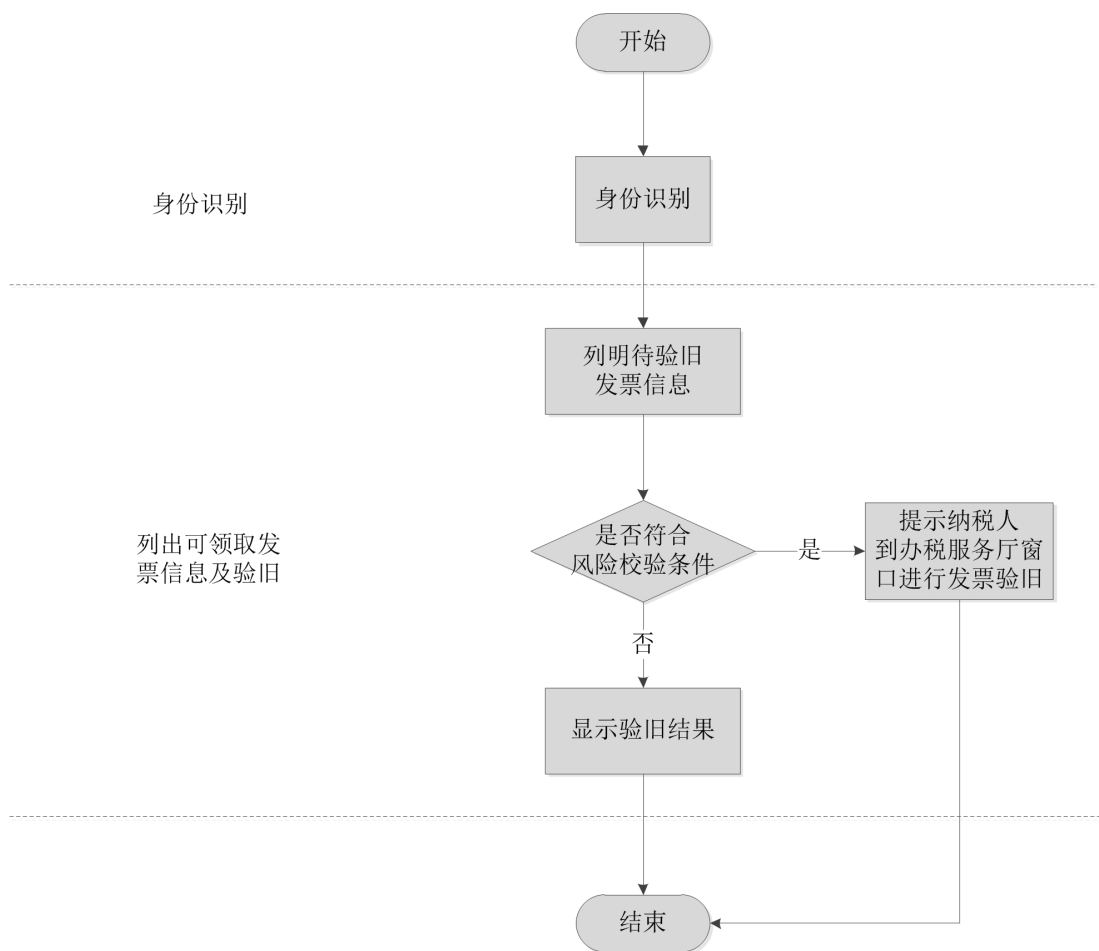 开始
身份识别
身份识别
列明待验旧
发票信息
列出可领取发
票信息及验旧
是否符合
风险校验条件
是
提示纳税人
到办税服务厅窗
口进行发票验旧
否
显示验旧结果
结束